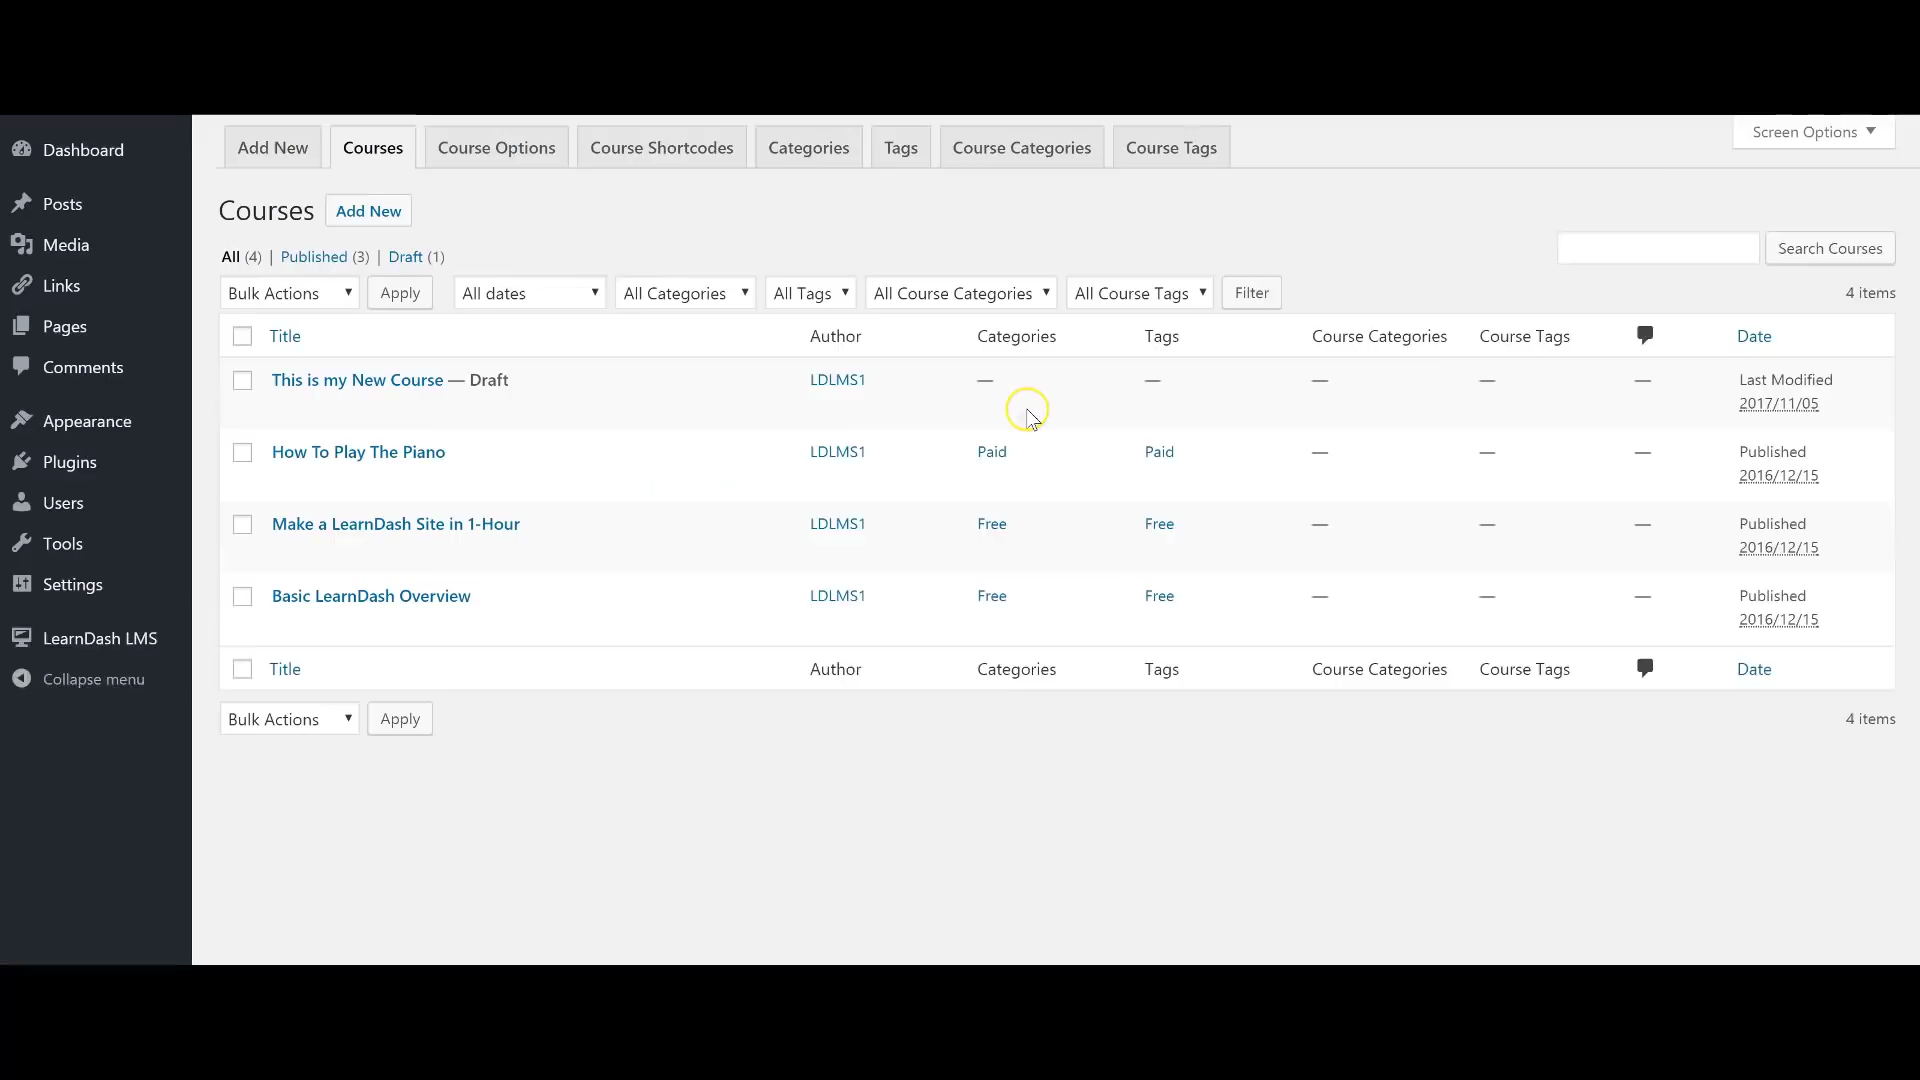 Dashboard
Posts
Media
Links
Pages
Comments
Appearance
Plugins
Users
Tools
Settings
LearnDash LMS
Collapse menu
Add New Courses Course Options Course Shortcodes Categories Tags Course Categories Course Tags
Screen Options
Courses Add New
All (4) | Published (3) | Draft (1)
Search Courses
Bulk Actions Apply All dates All Categories All Tags All Course Categories All Course Tags Filter 4 items
Title Author Categories Tags Course Categories Course Tags Date
This is my New Course — Draft LDLMS1 — — — — — Last Modified
2017/11/05
How To Play The Piano LDLMS1 Paid Paid — — — Published
2016/12/15
Make a LearnDash Site in 1-Hour LDLMS1 Free Free — — — Published
2016/12/15
Basic LearnDash Overview LDLMS1 Free Free — — — Published
2016/12/15
Title Author Categories Tags Course Categories Course Tags Date
Bulk Actions Apply 4 items